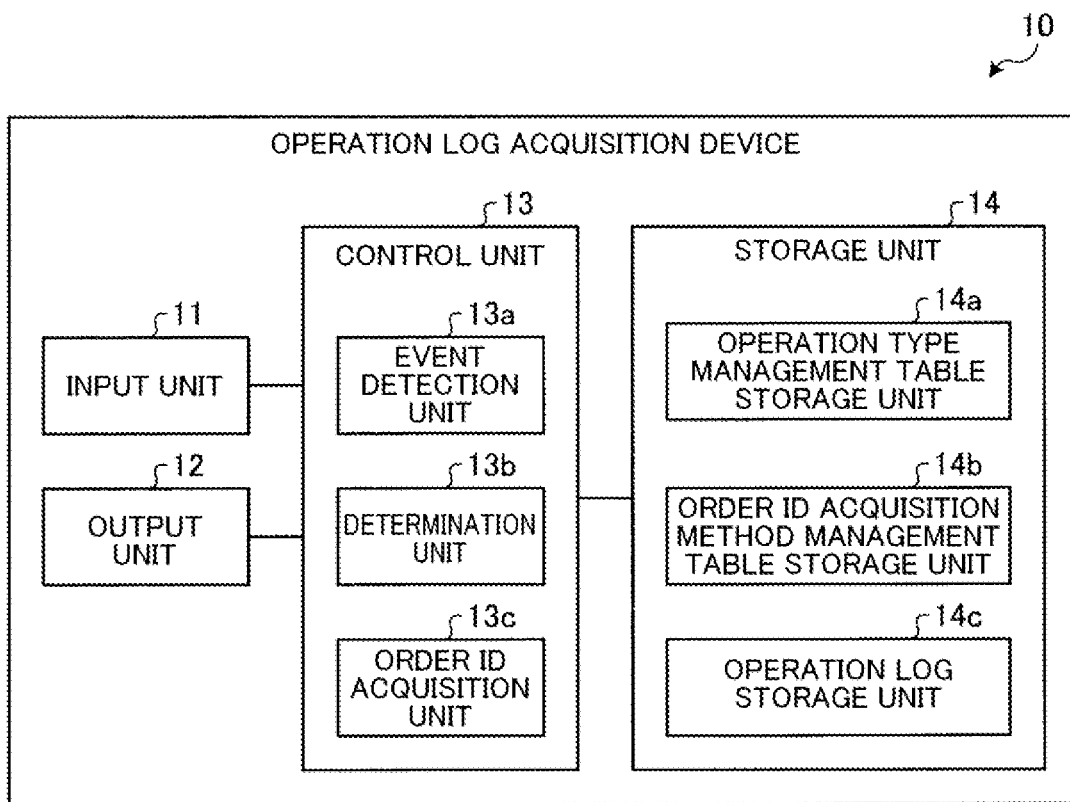 10
OPERATION LOG ACQUISITION DEVICE
13
CONTROL UNIT
14
STORAGE UNIT
11
INPUT UNIT
12
OUTPUT
UNIT
13a
EVENT
DETECTION
UNIT
13b
DETERMINATION
UNIT
13c
ORDER ID
ACQUISITION
UNIT
14a
OPERATION TYPE
MANAGEMENT TABLE
STORAGE UNIT
14b
ORDER ID ACQUISITION
METHOD MANAGEMENT
TABLE STORAGE UNIT
14c
OPERATION LOG
STORAGE UNIT